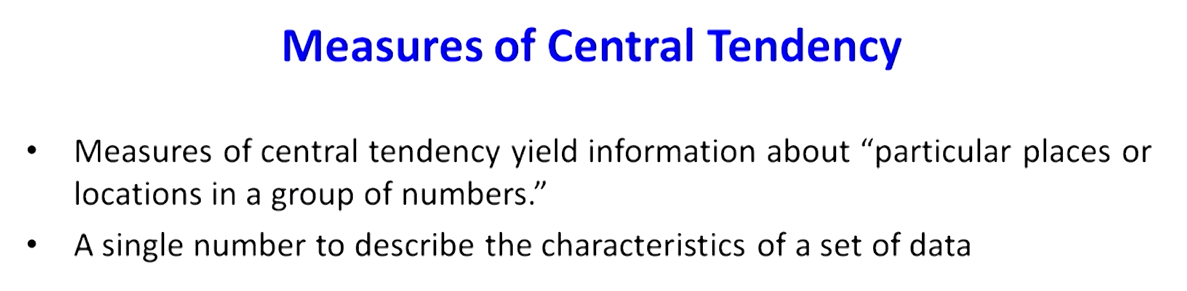 Measures of Central Tendency
• Measures of central tendency yield information about “particular places or
locations in a group of numbers.”
• A single number to describe the characteristics of a set of data